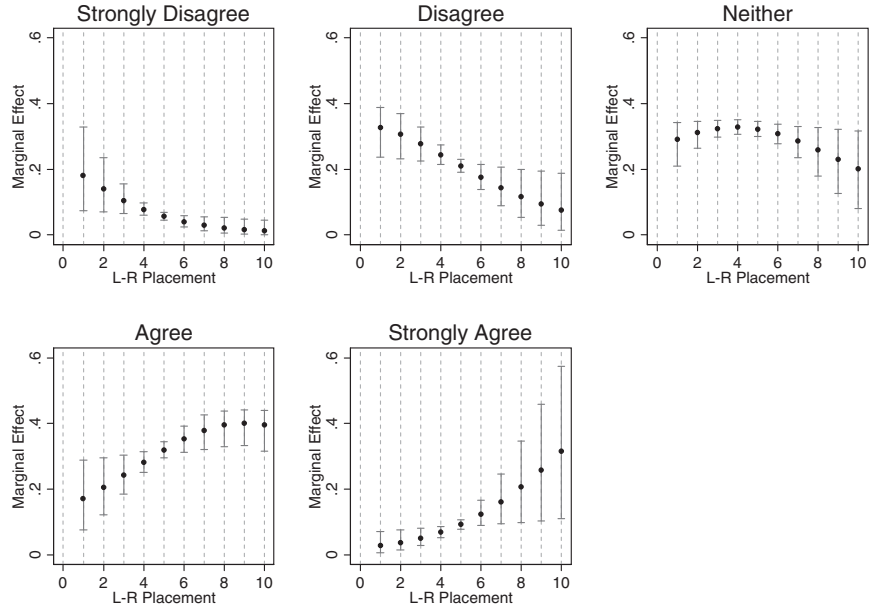 Strongly Disagree
Marginal Effect
0 .2 .4 .6
0 2 4 6 8 10
L-R Placement
Disagree
Marginal Effect
0 .2 .4 .6
0 2 4 6 8 10
L-R Placement
Neither
Marginal Effect
0 .2 .4 .6
0 2 4 6 8 10
L-R Placement
Agree
Marginal Effect
0 .2 .4 .6
0 2 4 6 8 10
L-R Placement
Strongly Agree
Marginal Effect
0 .2 .4 .6
0 2 4 6 8 10
L-R Placement